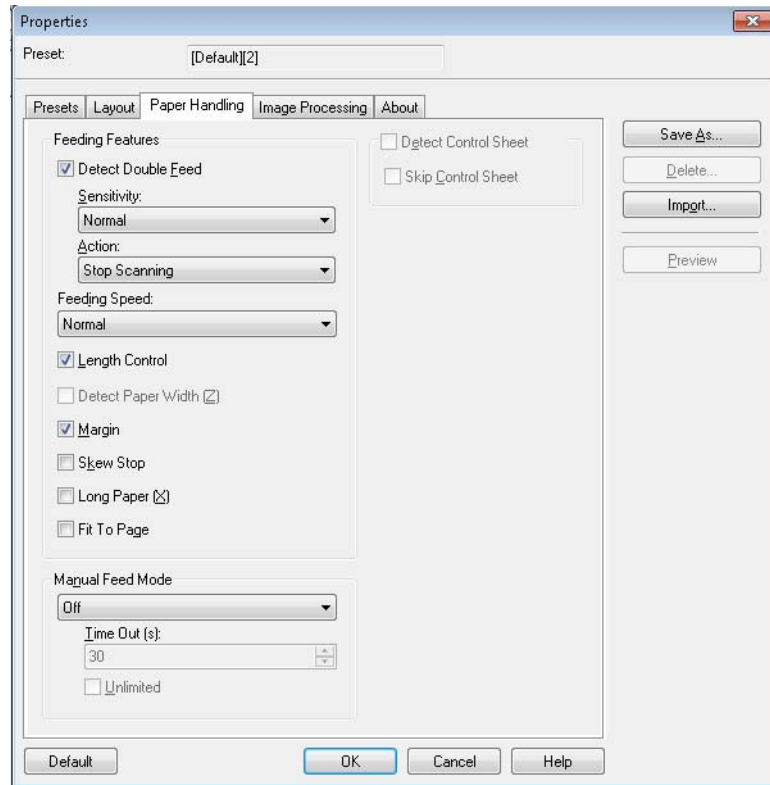 Properties
Preset: [Default][2]
Presets Layout Paper Handling Image Processing About
Feeding Features
Detect Double Feed
Sensitivity:
Normal
Action:
Stop Scanning
Feeding Speed:
Normal
Length Control
Detect Paper Width (Z)
Margin
Skew Stop
Long Paper (X)
Fit To Page
Manual Feed Mode
Off
Time Out (s):
30
Unlimited
Detect Control Sheet
Skip Control Sheet
Save As...
Delete...
Import...
Preview
Default OK Cancel Help